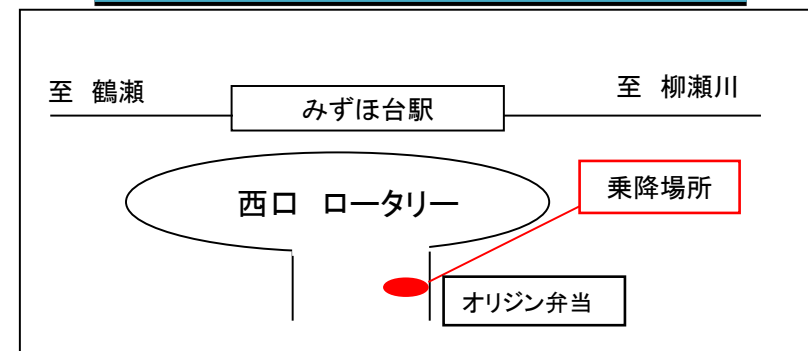 至 鶴瀬
至 柳瀬川
みずほ台駅
西口 ロータリー
乗降場所
オリジン弁当